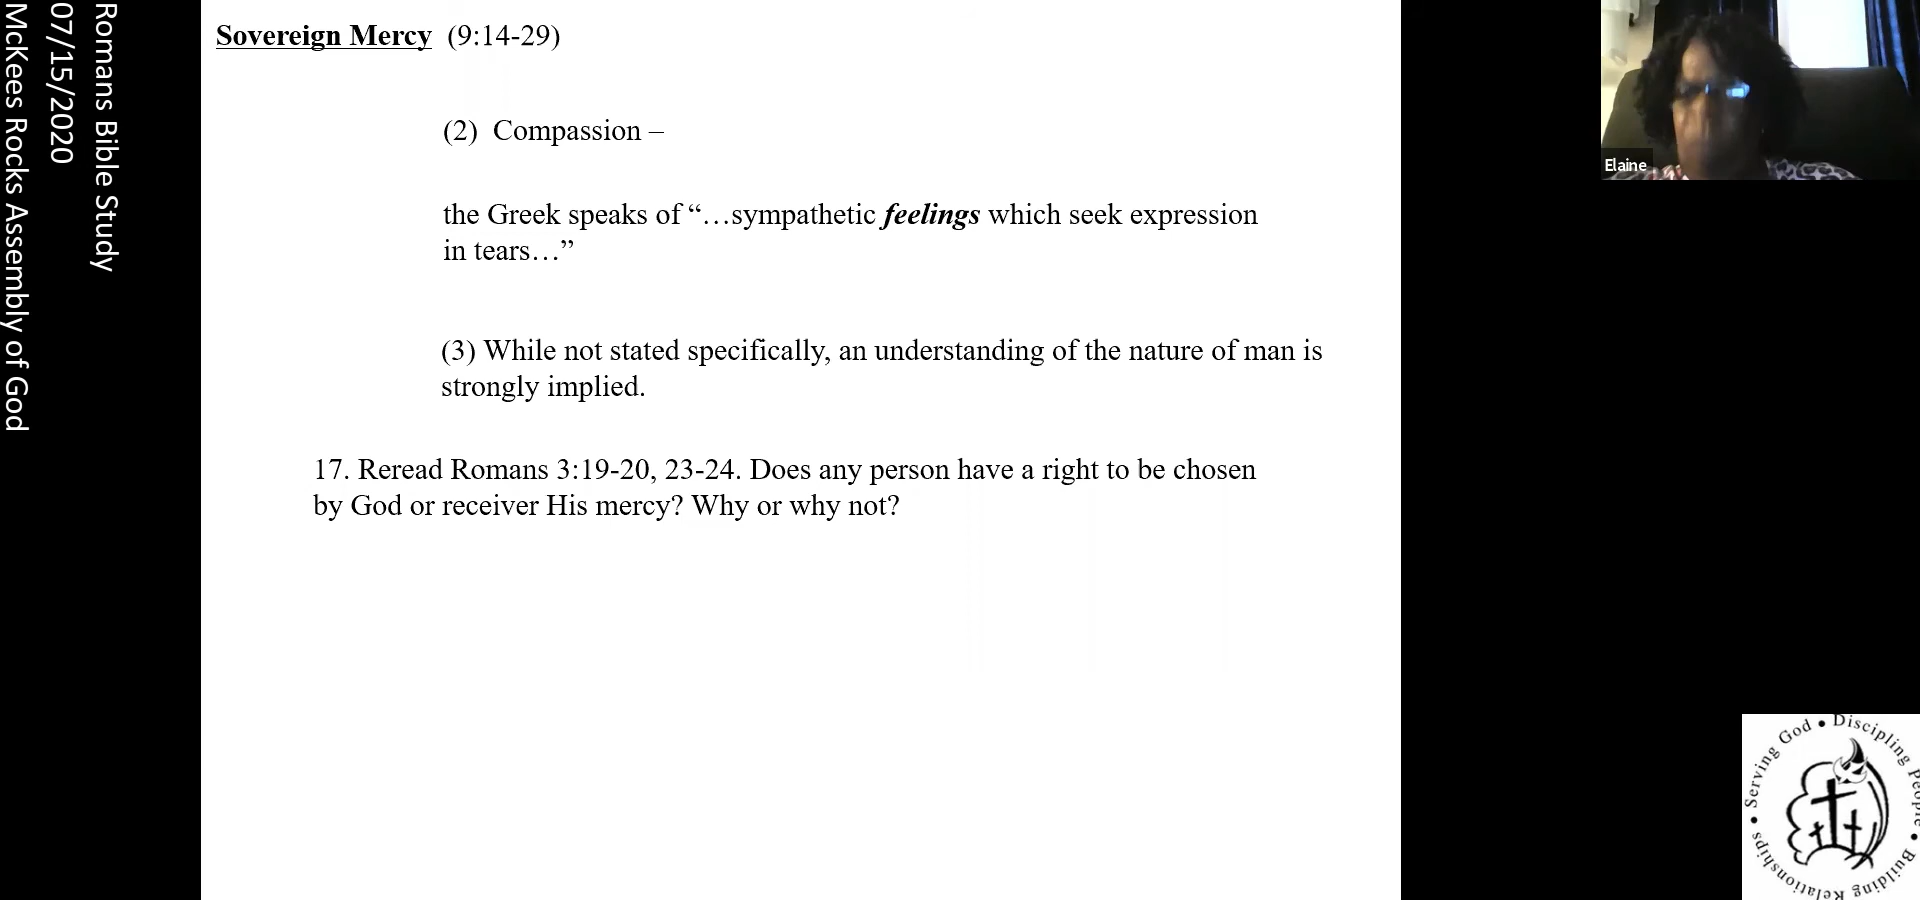 Romans Bible Study
07/15/2020
McKees Rocks Assembly of God
Sovereign Mercy (9:14-29)
(2) Compassion –
the Greek speaks of “…sympathetic feelings which seek expression
in tears…”
(3) While not stated specifically, an understanding of the nature of man is
strongly implied.
17. Reread Romans 3:19-20, 23-24. Does any person have a right to be chosen
by God or receiver His mercy? Why or why not?
Elaine
Serving God • Discipling People • Building Relationships •